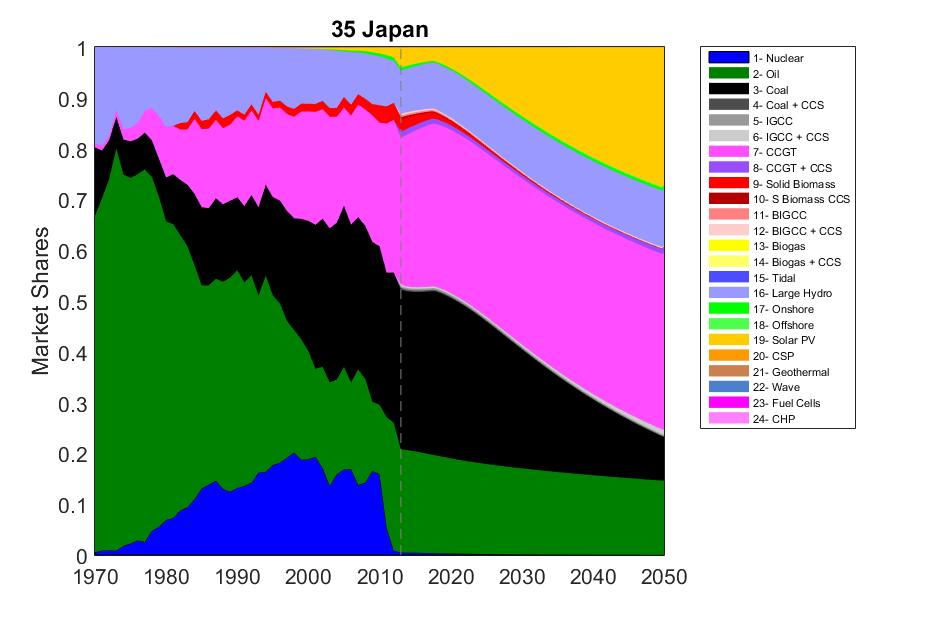 35 Japan
Market Shares
1
0.9
0.8
0.7
0.6
0.5
0.4
0.3
0.2
0.1
0
1970 1980 1990 2000 2010 2020 2030 2040 2050
1- Nuclear
2- Oil
3- Coal
4- Coal + CCS
5- IGCC
6- IGCC + CCS
7- CCGT
8- CCGT + CCS
9- Solid Biomass
10- S Biomass CCS
11- BIGCC
12- BIGCC + CCS
13- Biogas
14- Biogas + CCS
15- Tidal
16- Large Hydro
17- Onshore
18- Offshore
19- Solar PV
20- CSP
21- Geothermal
22- Wave
23- Fuel Cells
24- CHP